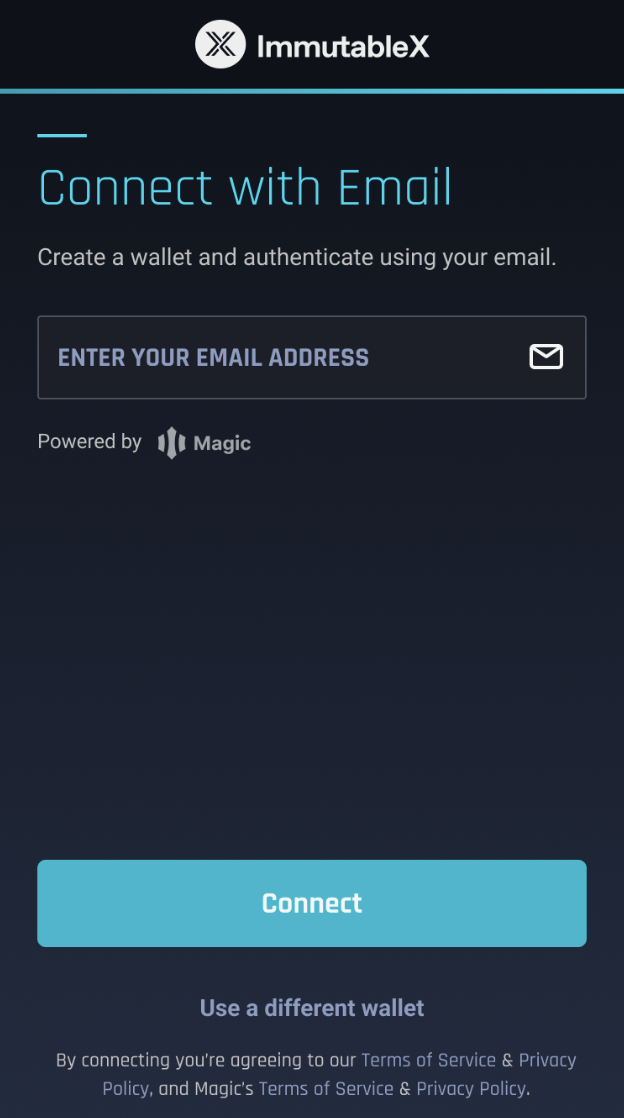 ImmutableX
Connect with Email
Create a wallet and authenticate using your email.
ENTER YOUR EMAIL ADDRESS
Powered by Magic
Connect
Use a different wallet
By connecting you're agreeing to our Terms of Service & Privacy
Policy, and Magic's Terms of Service & Privacy Policy.